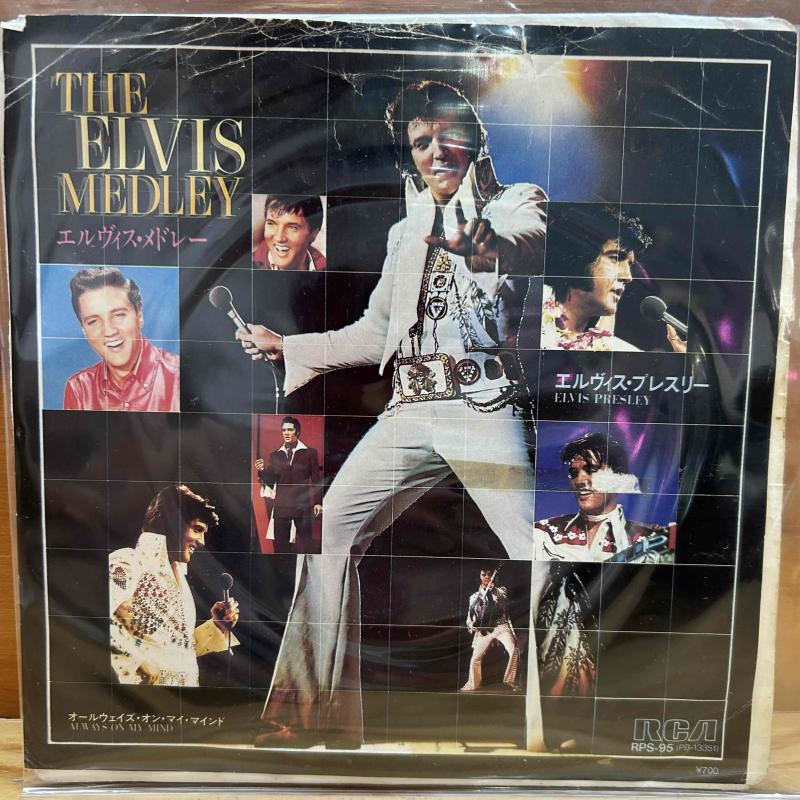 THE
ELVIS
MEDLEY
エルヴィス・メドレー
エルヴィス・プレスリー
ELVIS PRESLEY
オールウェイズ・オン・マイ・マインド
ALWAYS ON MY MIND
RCA
RPS-95 (PB-13351)
¥700